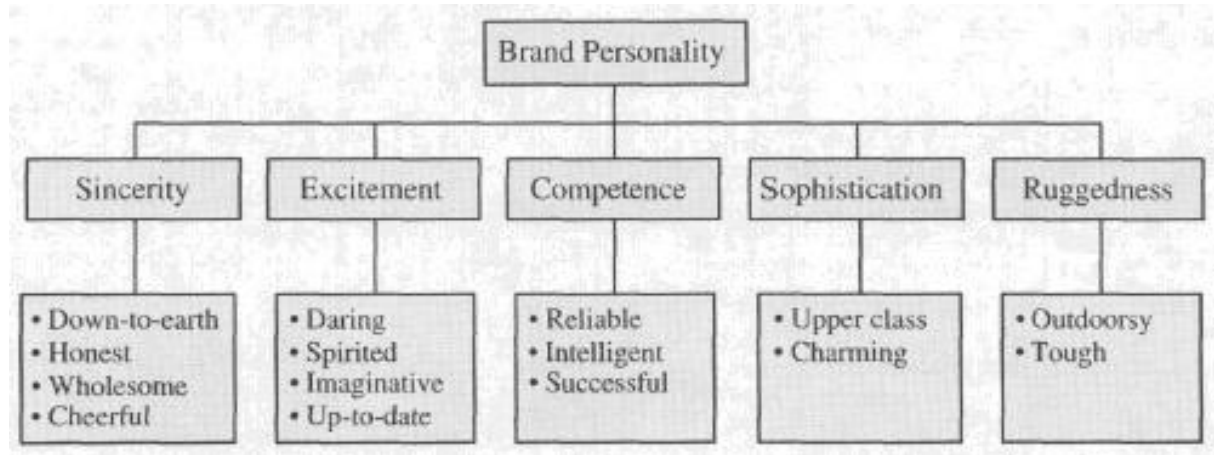 Brand Personality
Sincerity
Excitement
Competence
Sophistication
Ruggedness
• Down-to-earth
• Honest
• Wholesome
• Cheerful
• Daring
• Spirited
• Imaginative
• Up-to-date
• Reliable
• Intelligent
• Successful
• Upper class
• Charming
• Outdoorsy
• Tough